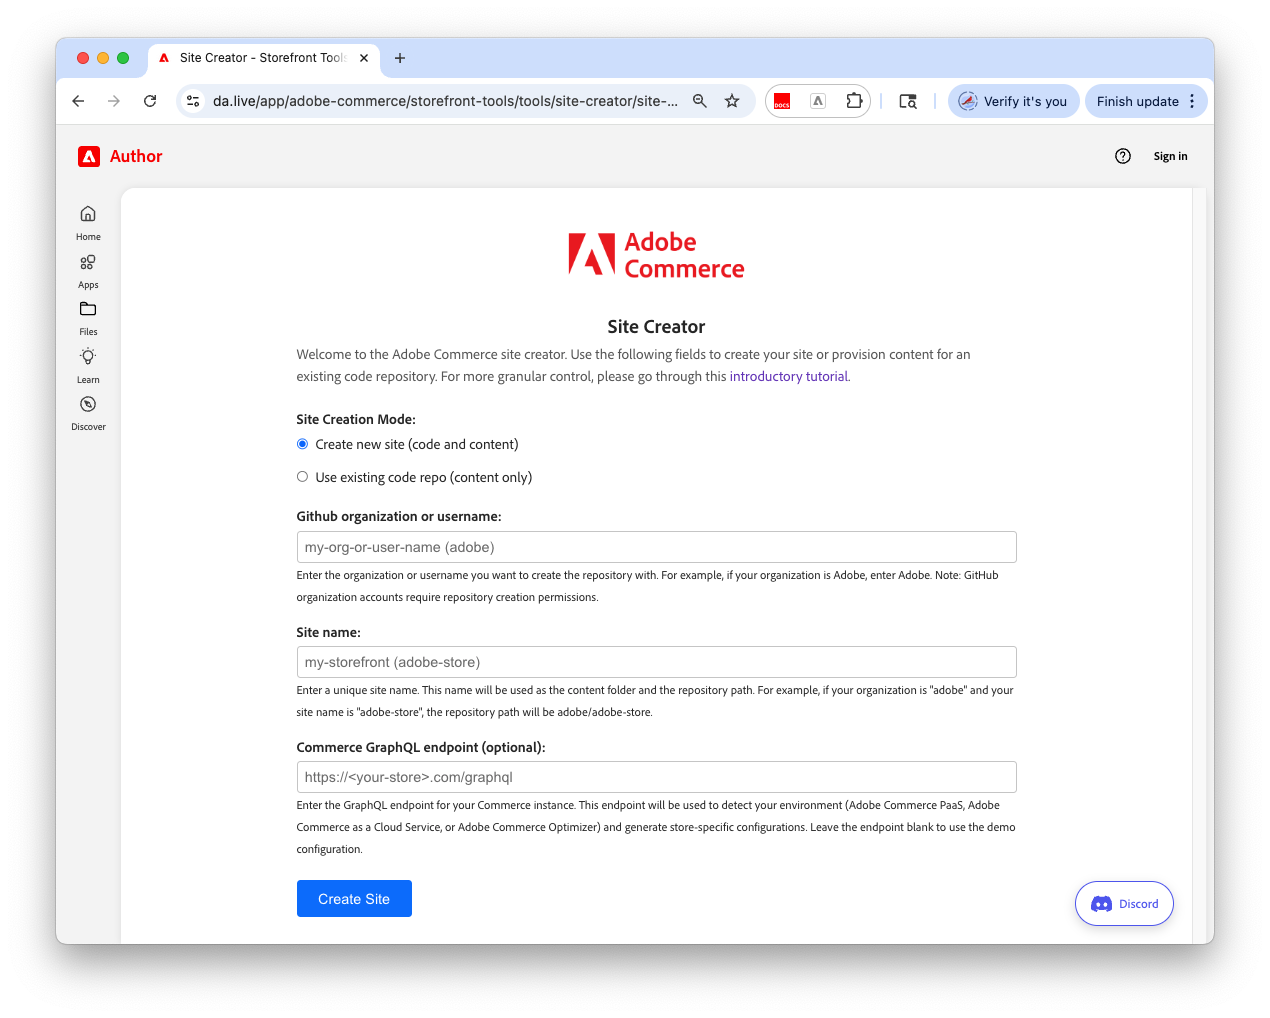 Site Creator - Storefront Tools
da.live/app/adobe-commerce/storefront-tools/tools/site-creator/site-...
DOCS
Verify it's you
Finish update
Author
Sign in
Home
Apps
Files
Learn
Discover
Adobe
Commerce
Site Creator
Welcome to the Adobe Commerce site creator. Use the following fields to create your site or provision content for an
existing code repository. For more granular control, please go through this introductory tutorial.
Site Creation Mode:
Create new site (code and content)
Use existing code repo (content only)
Github organization or username:
my-org-or-user-name (adobe)
Enter the organization or username you want to create the repository with. For example, if your organization is Adobe, enter Adobe. Note: GitHub
organization accounts require repository creation permissions.
Site name:
my-storefront (adobe-store)
Enter a unique site name. This name will be used as the content folder and the repository path. For example, if your organization is "adobe" and your
site name is "adobe-store", the repository path will be adobe/adobe-store.
Commerce GraphQL endpoint (optional):
https://<your-store>.com/graphql
Enter the GraphQL endpoint for your Commerce instance. This endpoint will be used to detect your environment (Adobe Commerce PaaS, Adobe
Commerce as a Cloud Service, or Adobe Commerce Optimizer) and generate store-specific configurations. Leave the endpoint blank to use the demo
configuration.
Create Site
Discord